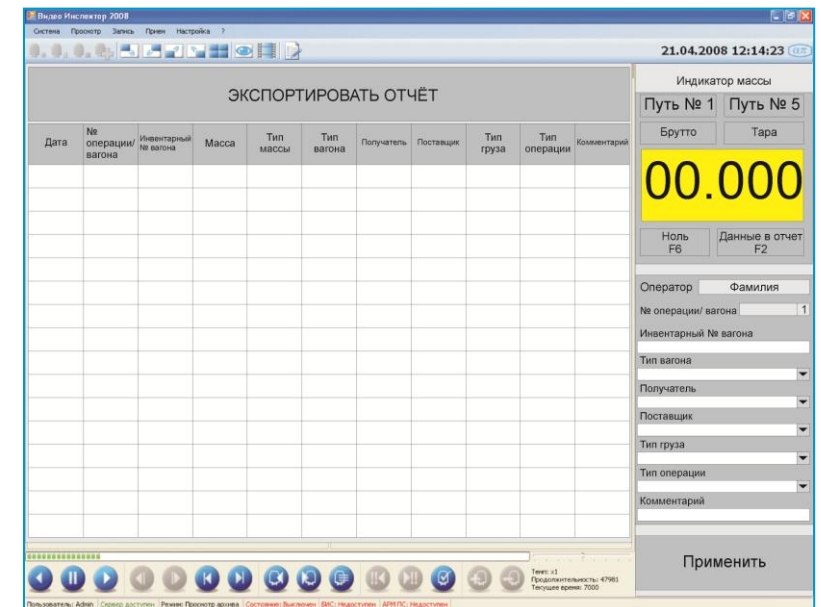 Видео Инспектор 2008
Система Просмотр Запись Прием Настройка ?
21.04.2008 12:14:23
ЭКСПОРТИРОВАТЬ ОТЧЁТ
Дата
№ операции/ вагона
Инвентарный № вагона
Масса
Тип массы
Тип вагона
Получатель
Поставщик
Тип груза
Тип операции
Комментарий
Индикатор массы
Путь № 1 Путь № 5
Брутто Тара
00.000
Ноль F6
Данные в отчет F2
Оператор Фамилия
№ операции/ вагона 1
Инвентарный № вагона
Тип вагона
Получатель
Поставщик
Тип груза
Тип операции
Комментарий
Применить
Темп: x1
Продолжительность: 47981
Текущее время: 7000
Пользователь: Admin Сервер доступен Режим: Просмотр архива Состояние: Выключен БИС: Недоступен АРМ ПС: Недоступен